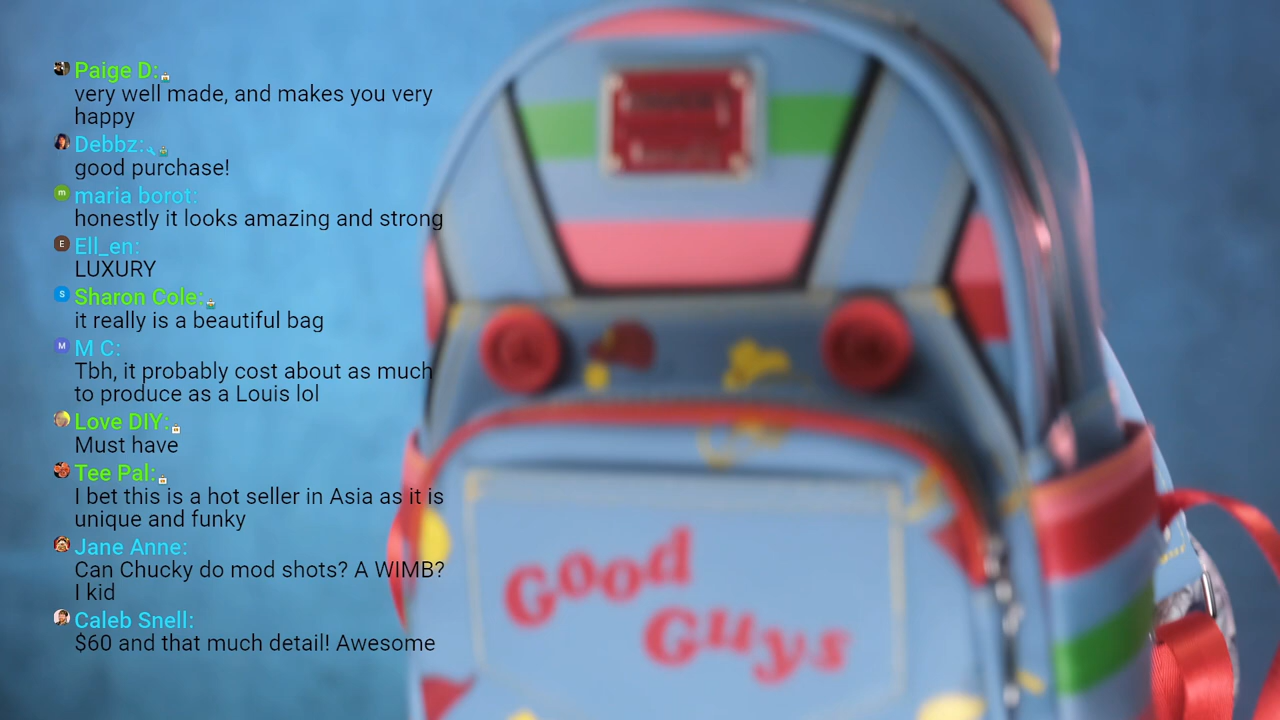 Paige D:
very well made, and makes you very
happy
Debbz:
good purchase!
maria borot:
honestly it looks amazing and strong
Ell_en:
LUXURY
Sharon Cole:
it really is a beautiful bag
M C:
Tbh, it probably cost about as much
to produce as a Louis lol
Love DIY:
Must have
Tee Pal:
I bet this is a hot seller in Asia as it is
unique and funky
Jane Anne:
Can Chucky do mod shots? A WIMB?
I kid
Caleb Snell:
$60 and that much detail! Awesome
Good
Guys